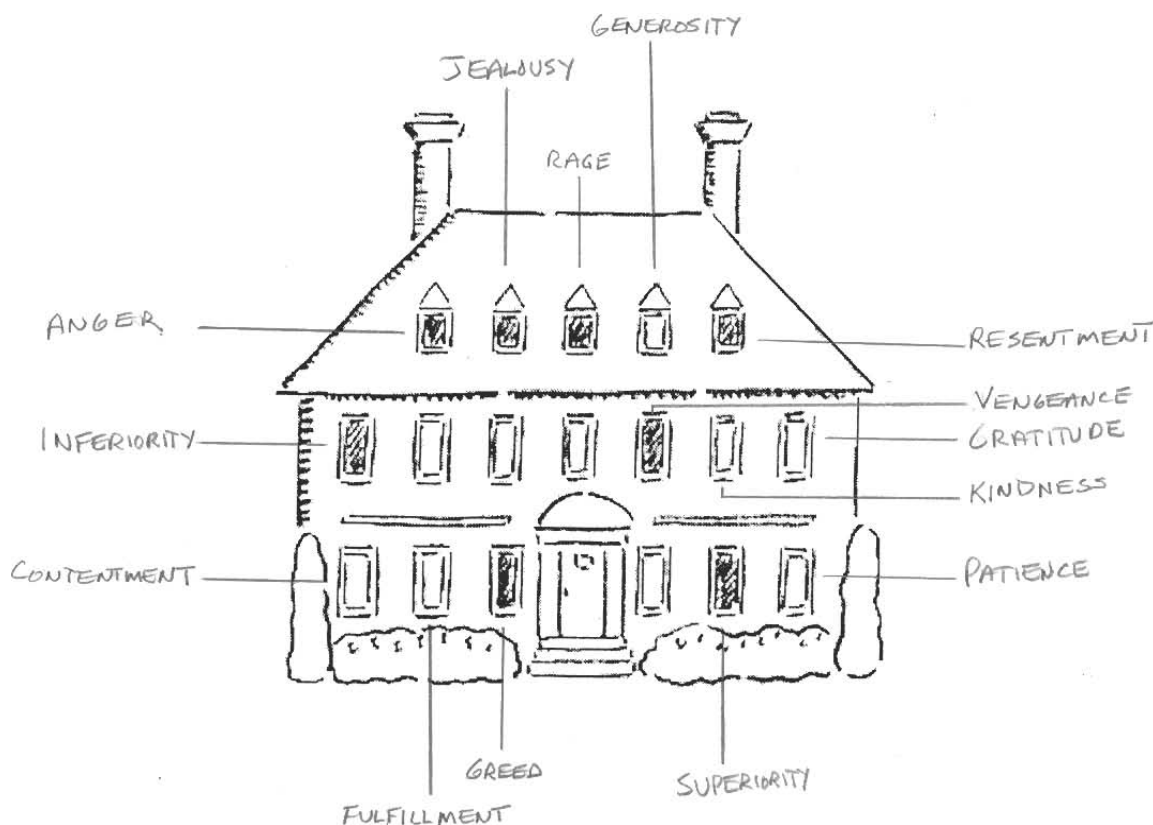 GENEROSITY
JEALOUSY
RAGE
ANGER
RESENTMENT
VENGEANCE
INFERIORITY
GRATITUDE
KINDNESS
CONTENTMENT
PATIENCE
GREED
SUPERIORITY
FULFILLMENT